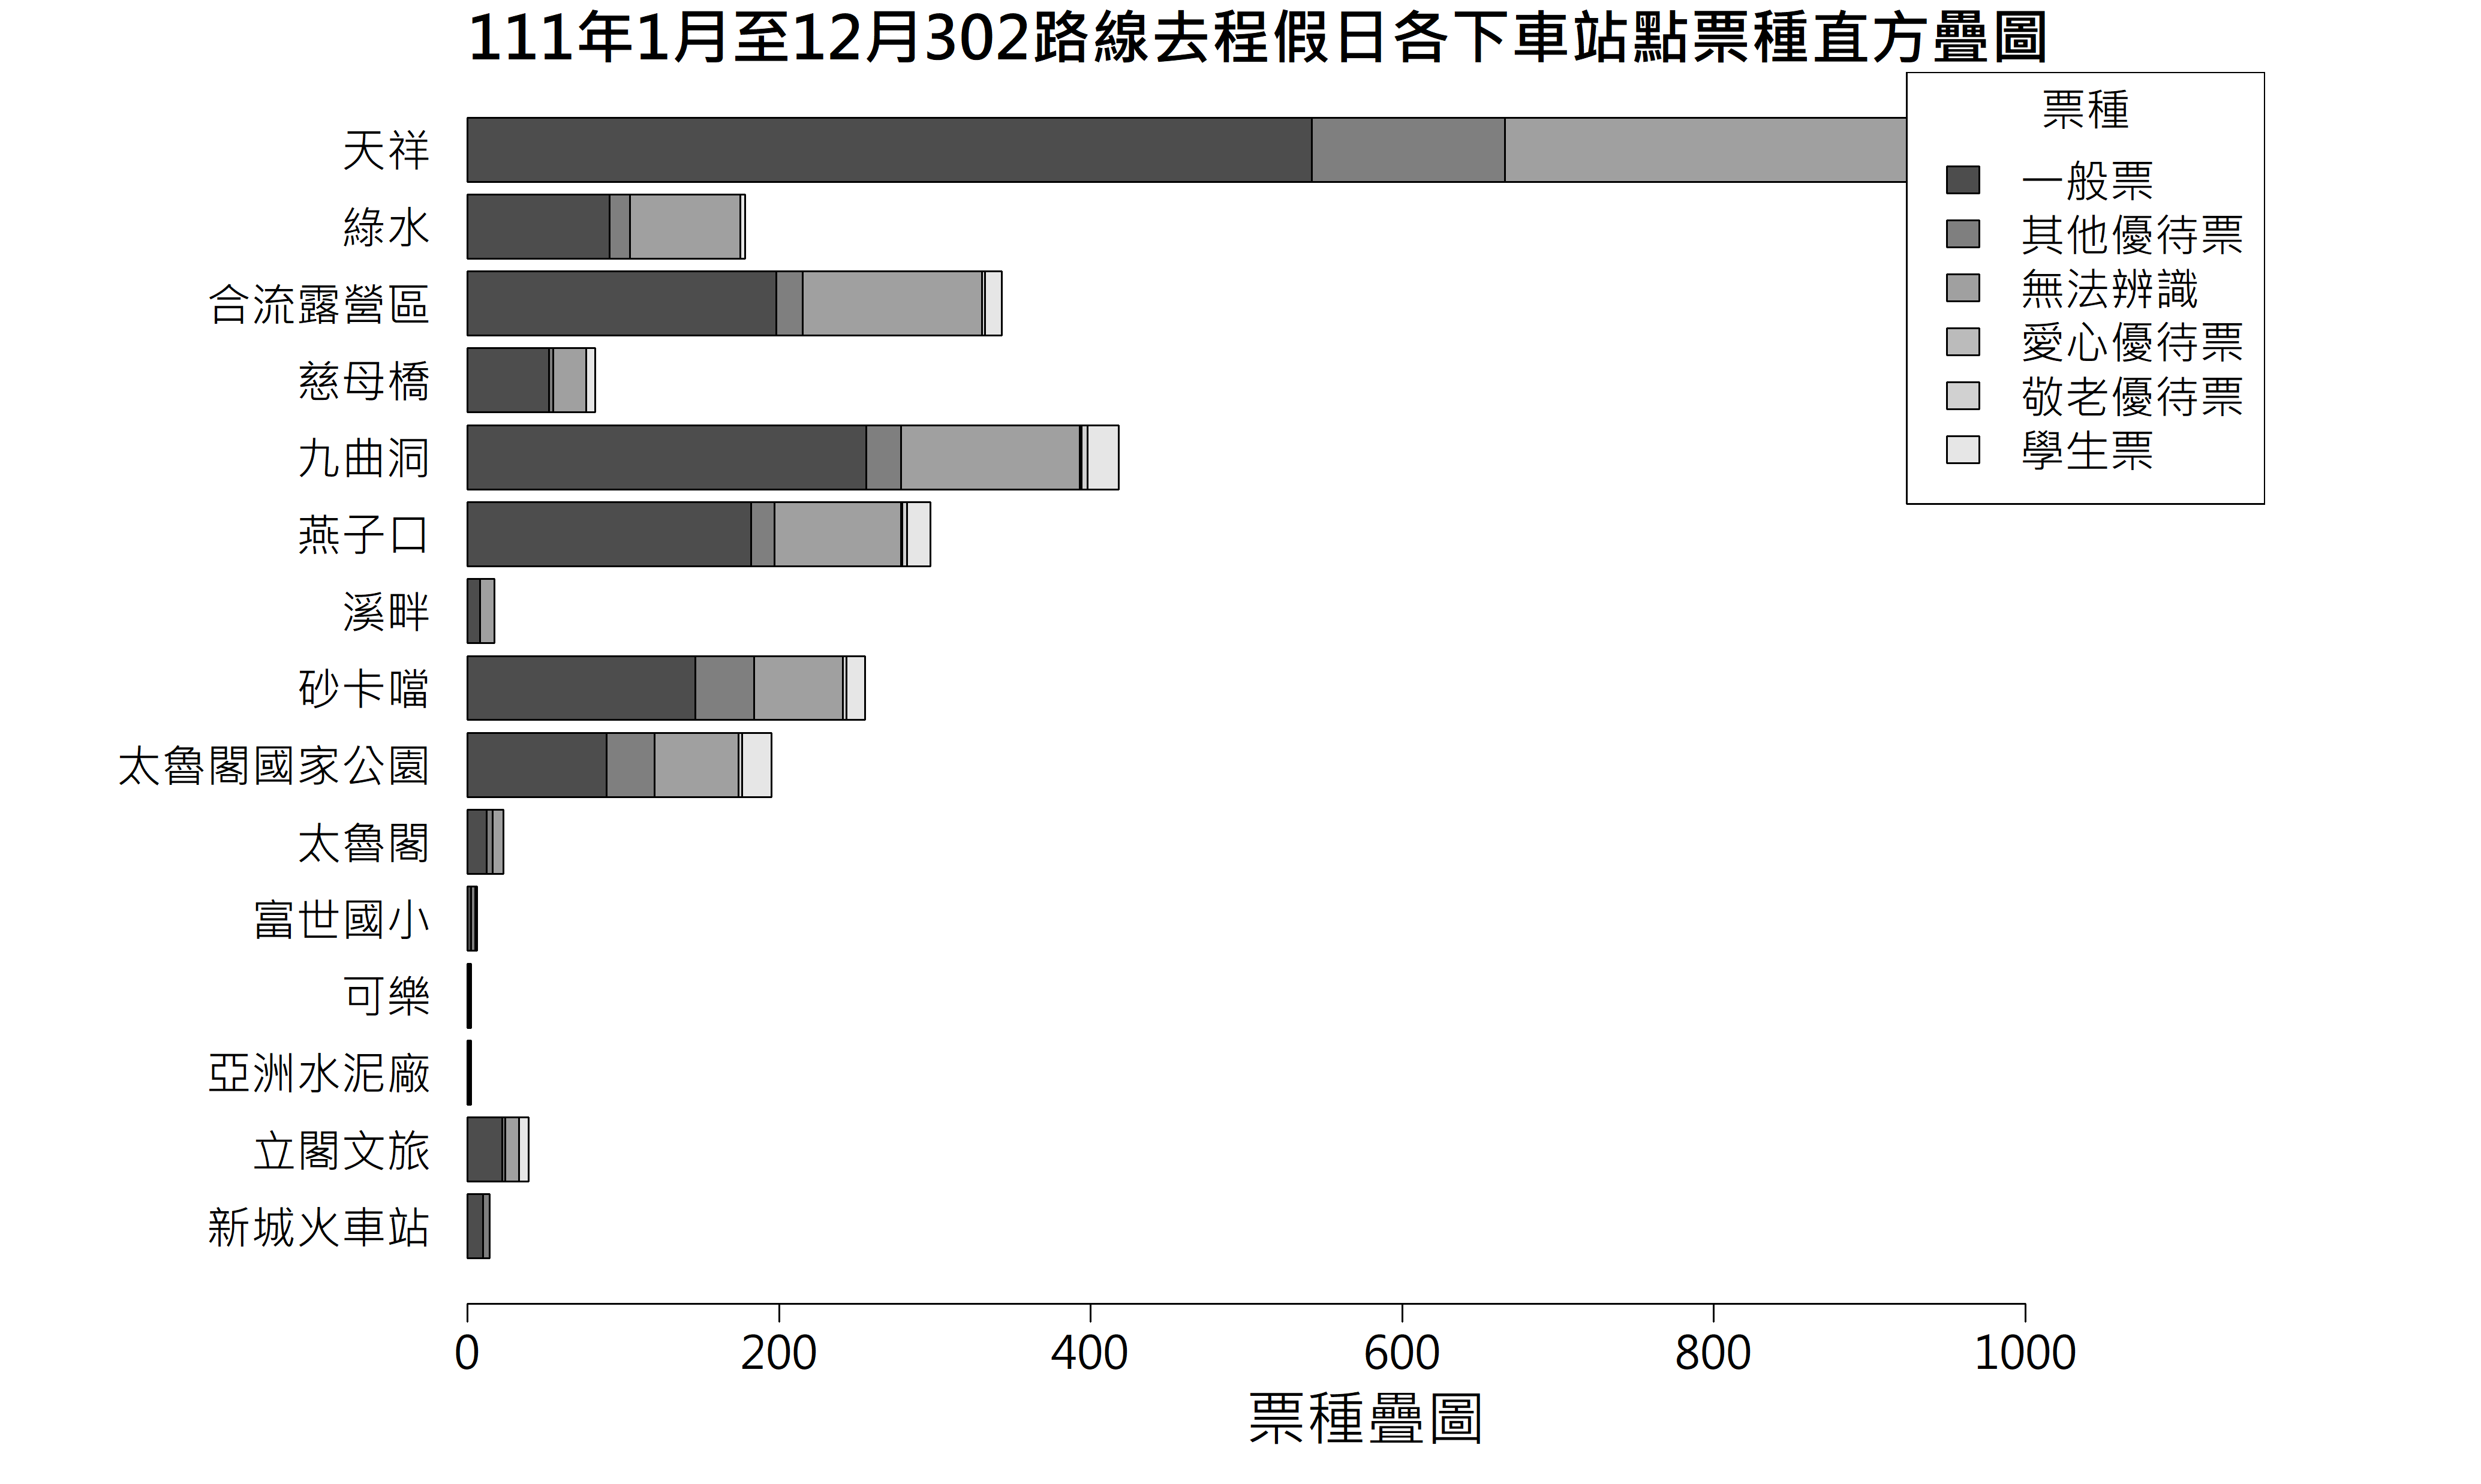 111年1月至12月302路線去程假日各下車站點票種直方疊圖
票種
一般票
其他優待票
無法辨識
愛心優待票
敬老優待票
學生票
天祥
綠水
合流露營區
慈母橋
九曲洞
燕子口
溪畔
砂卡噹
太魯閣國家公園
太魯閣
富世國小
可樂
亞洲水泥廠
立閣文旅
新城火車站
0 200 400 600 800 1000
票種疊圖